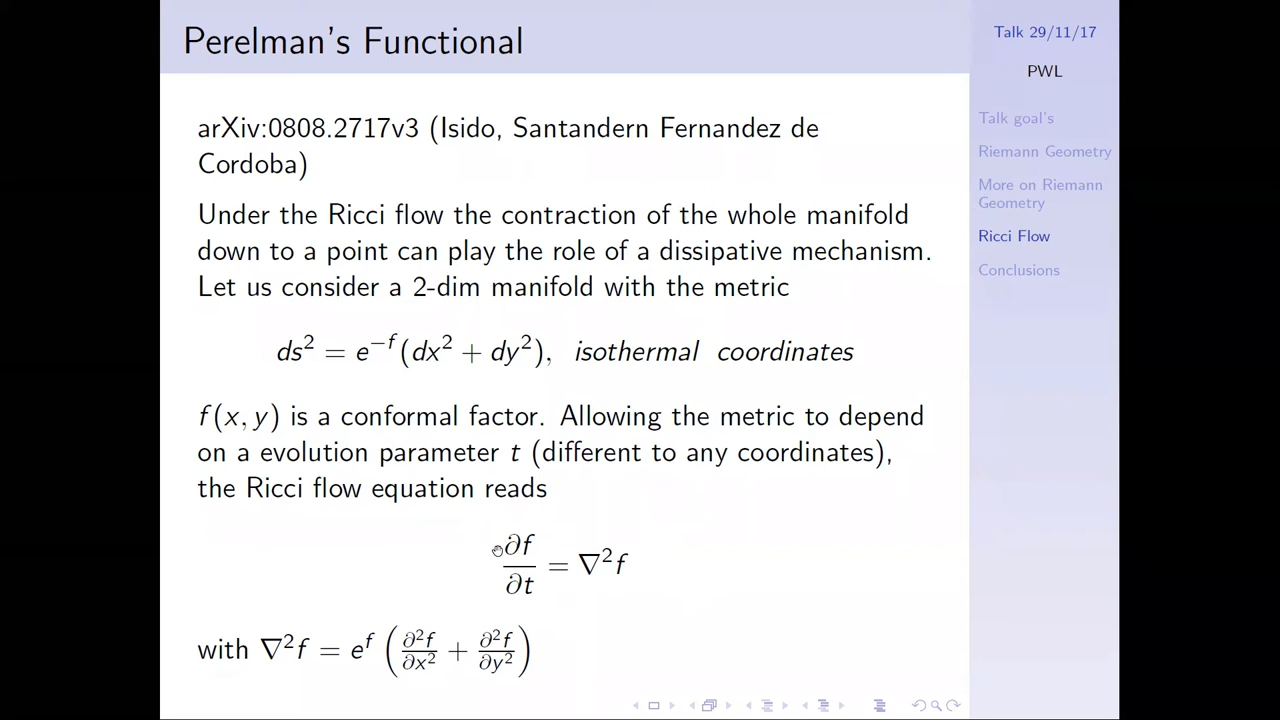 Perelman's Functional
arXiv:0808.2717v3 (Isido, Santandern Fernandez de
Cordoba)
Under the Ricci flow the contraction of the whole manifold
down to a point can play the role of a dissipative mechanism.
Let us consider a 2-dim manifold with the metric
ds² = e⁻ᶠ(dx² + dy²), isothermal coordinates
f(x, y) is a conformal factor. Allowing the metric to depend
on a evolution parameter t (different to any coordinates),
the Ricci flow equation reads
∂f/∂t = ∇²f
with ∇²f = eᶠ (∂²f/∂x² + ∂²f/∂y²)
Talk 29/11/17
PWL
Talk goal's
Riemann Geometry
More on Riemann
Geometry
Ricci Flow
Conclusions